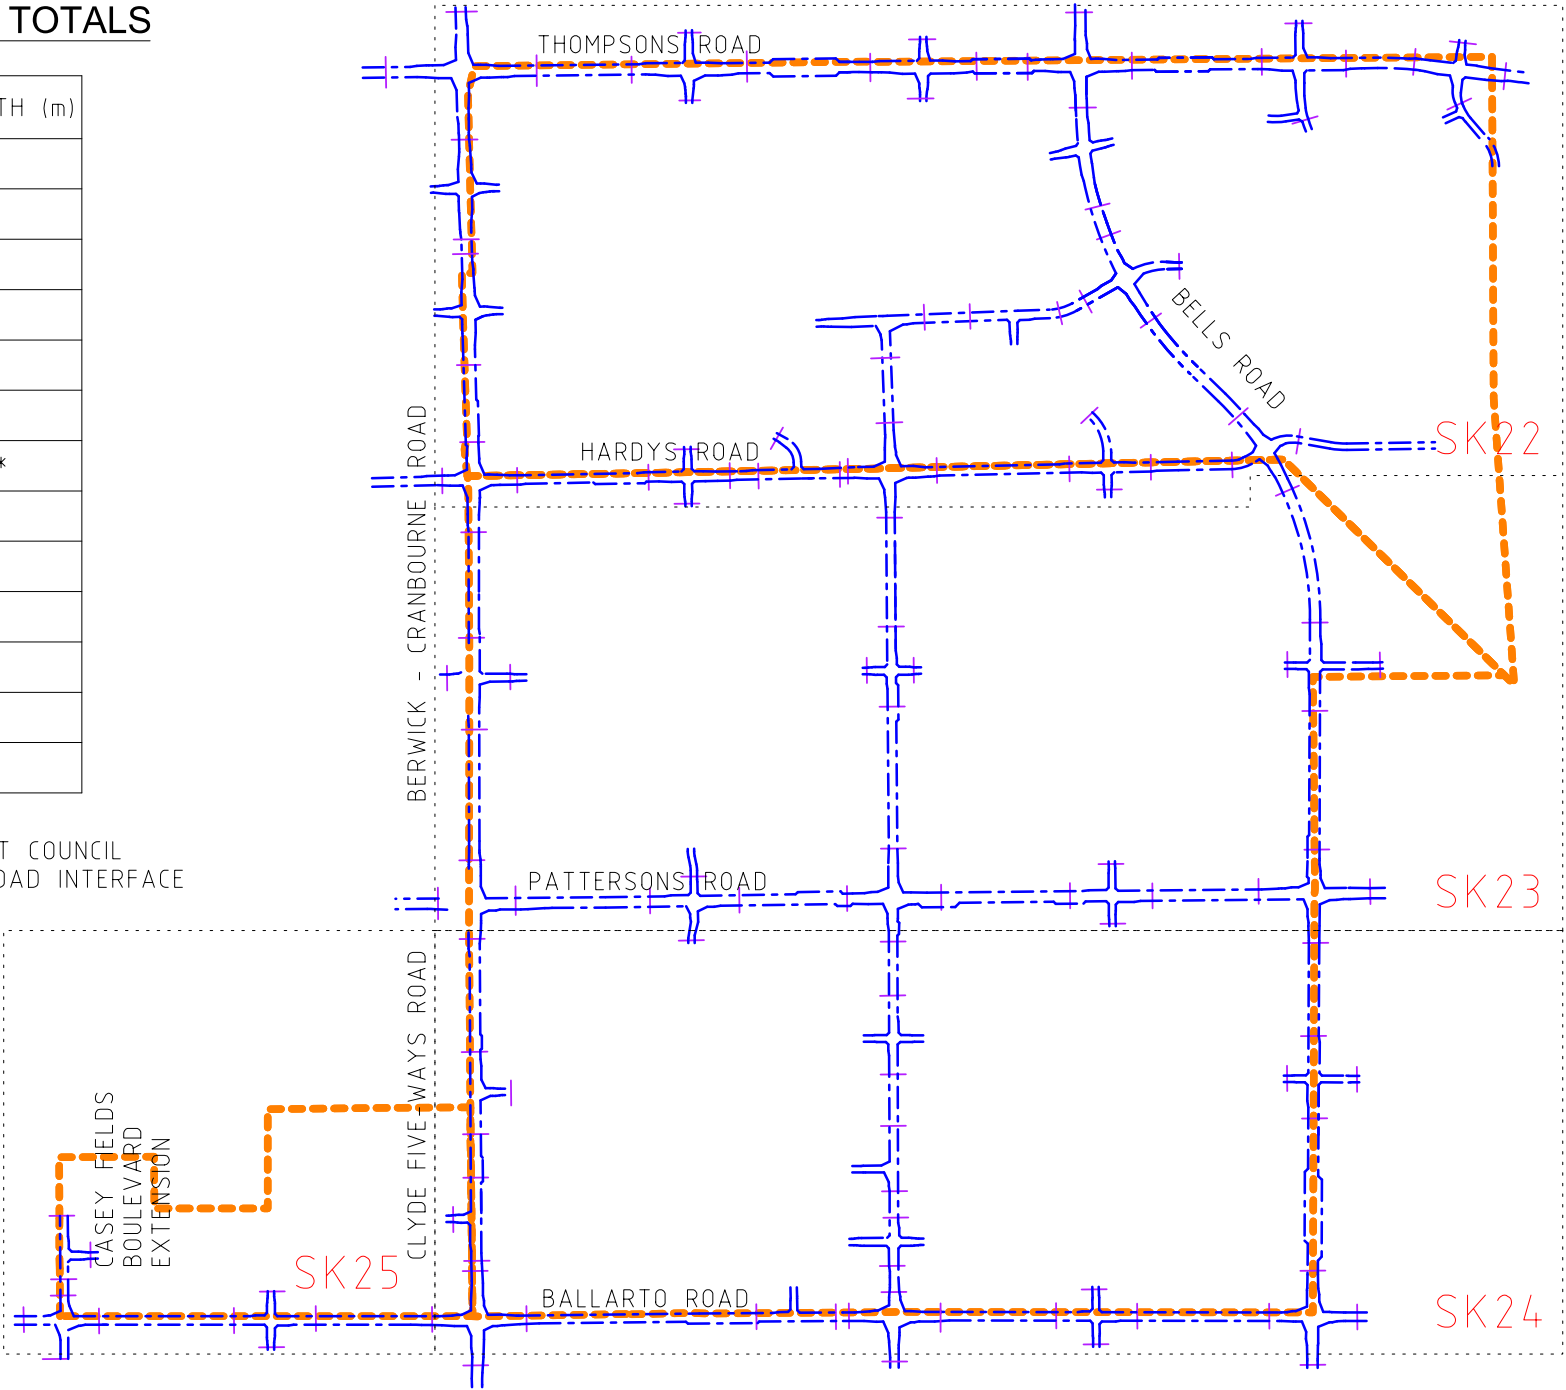 TOTALS
TH (m)
*
T COUNCIL
OAD INTERFACE
THOMPSONS ROAD
BELLS ROAD
HARDYS ROAD
SK22
BERWICK - CRANBOURNE ROAD
PATTERSONS ROAD
SK23
CLYDE FIVE-WAYS ROAD
CASEY FIELDS
BOULEVARD
EXTENSION
SK25
BALLARTO ROAD
SK24